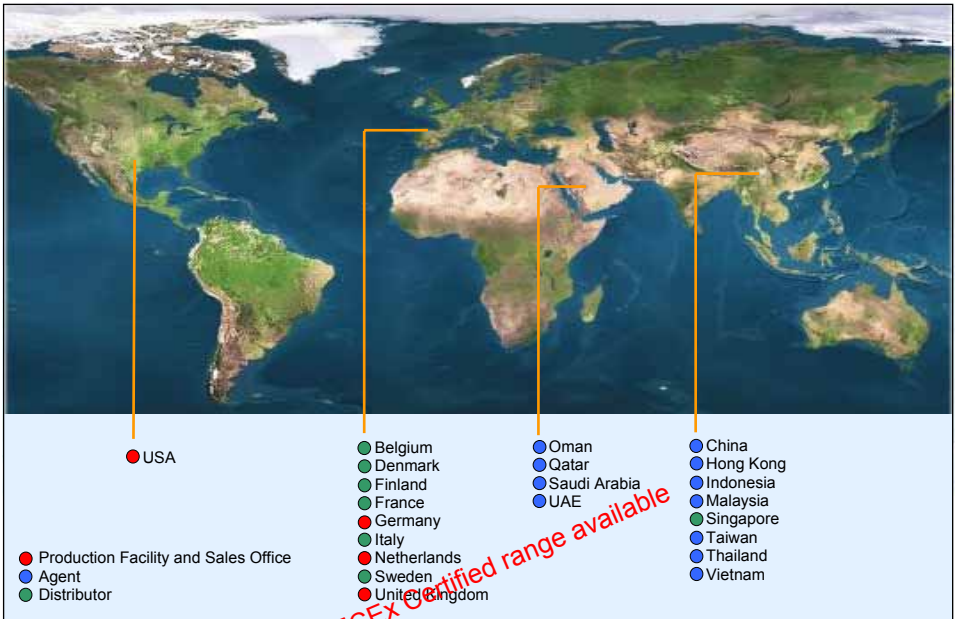 USA
Production Facility and Sales Office
Agent
Distributor
Belgium
Denmark
Finland
France
Germany
Italy
Netherlands
Sweden
United Kingdom
Oman
Qatar
Saudi Arabia
UAE
China
Hong Kong
Indonesia
Malaysia
Singapore
Taiwan
Thailand
Vietnam
Certified range available